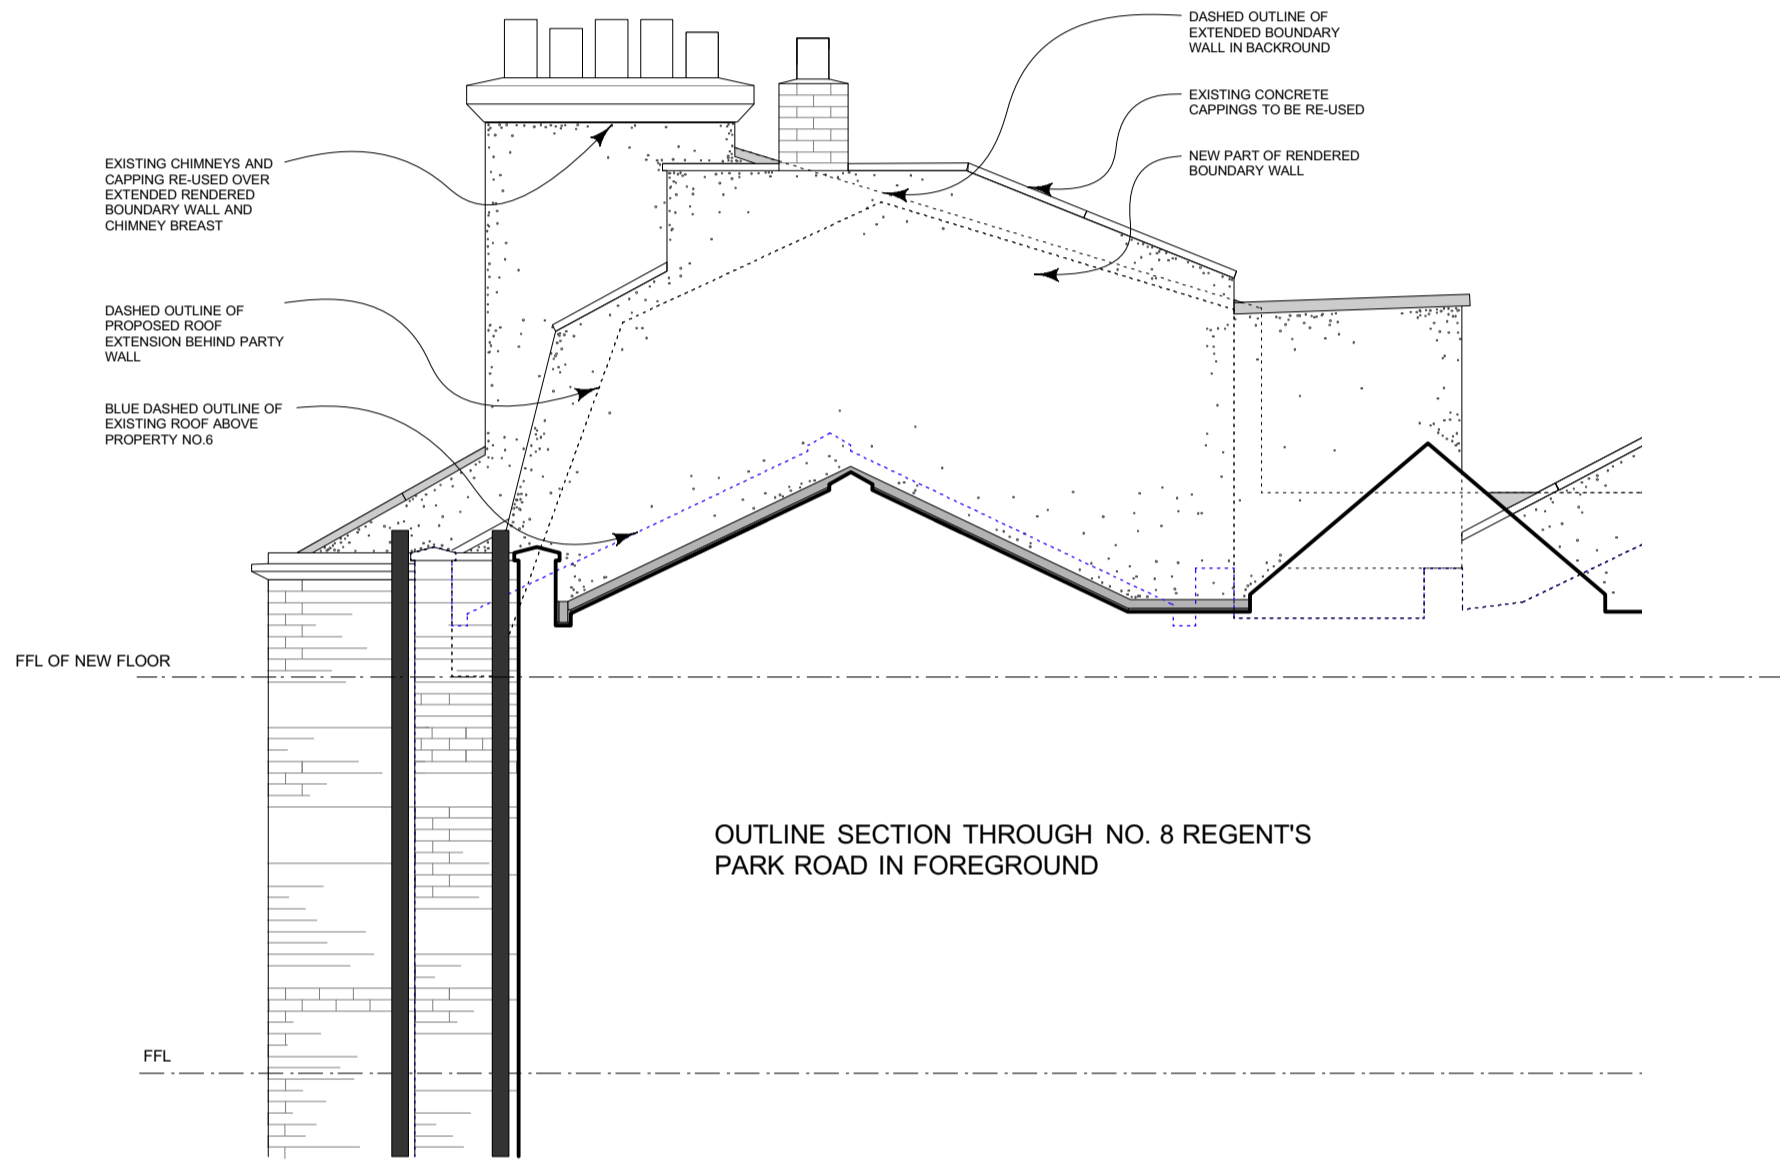 DASHED OUTLINE OF
EXTENDED BOUNDARY
WALL IN BACKROUND
EXISTING CONCRETE
CAPPINGS TO BE RE-USED
NEW PART OF RENDERED
BOUNDARY WALL
EXISTING CHIMNEYS AND
CAPPING RE-USED OVER
EXTENDED RENDERED
BOUNDARY WALL AND
CHIMNEY BREAST
DASHED OUTLINE OF
PROPOSED ROOF
EXTENSION BEHIND PARTY
WALL
BLUE DASHED OUTLINE OF
EXISTING ROOF ABOVE
PROPERTY NO.6
FFL OF NEW FLOOR
OUTLINE SECTION THROUGH NO. 8 REGENT'S
PARK ROAD IN FOREGROUND
FFL